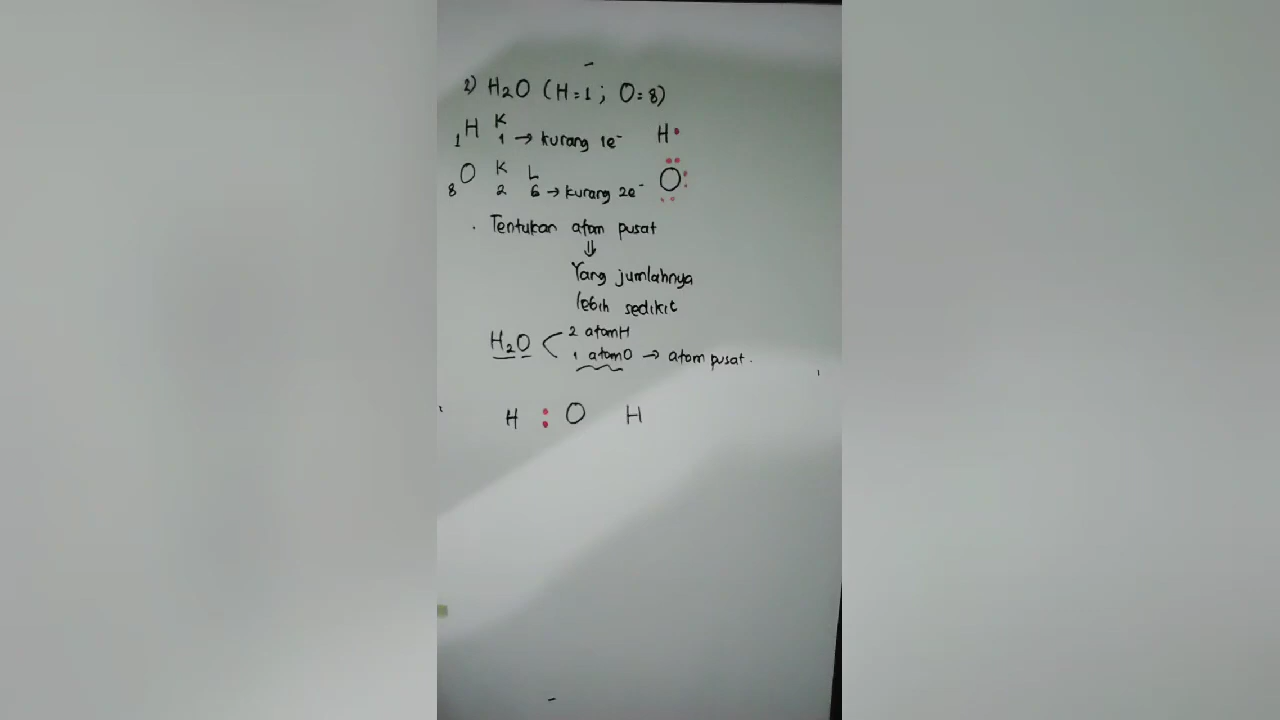 2) H₂O (H=1 ; O=8)
₁H K
1 → kurang 1e⁻ H•
₈O K L
2 6 → kurang 2e⁻ O
. Tentukan atom pusat
⇓
Yang jumlahnya
lebih sedikit
H₂O < 2 atom H
1 atom O → atom pusat.
H : O H